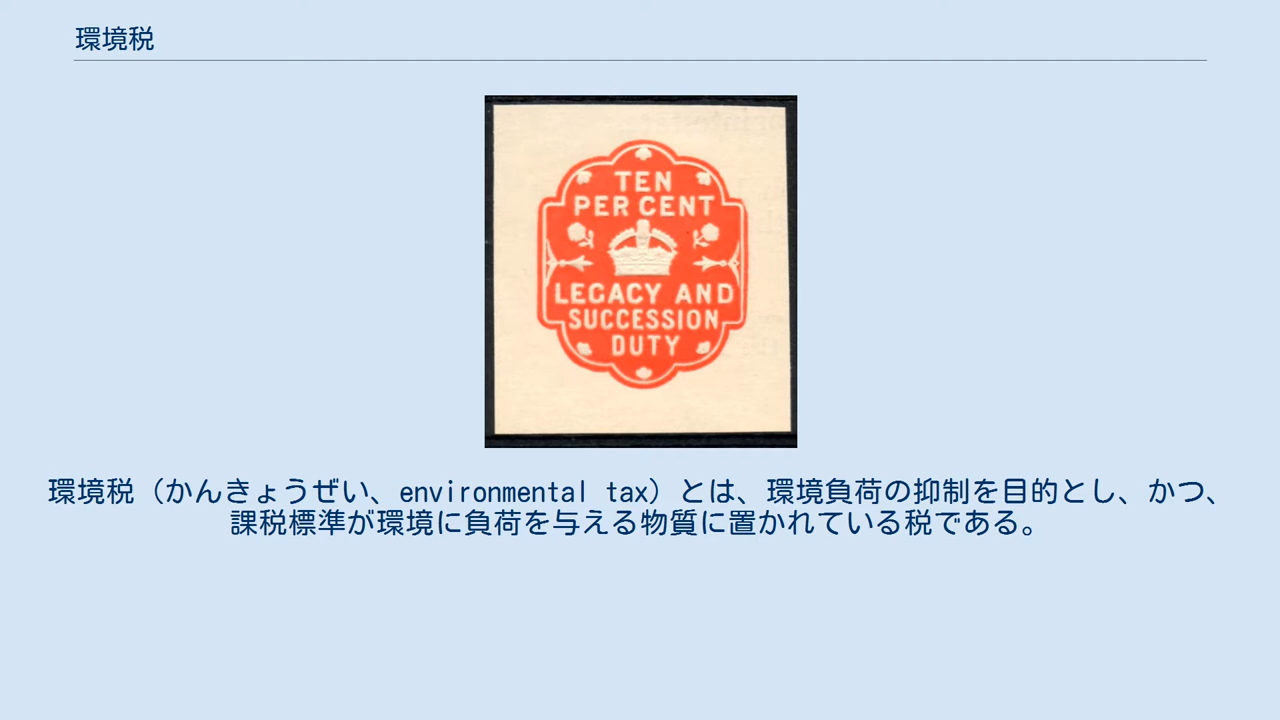 環境税
TEN
PER CENT
LEGACY AND
SUCCESSION
DUTY
環境税（かんきょうぜい、environmental tax）とは、環境負荷の抑制を目的とし、かつ、
課税標準が環境に負荷を与える物質に置かれている税である。